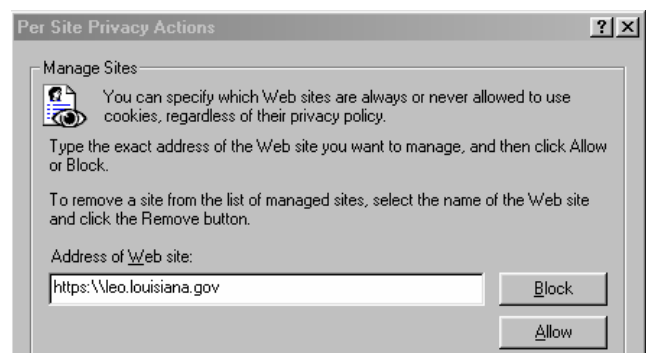 Per Site Privacy Actions
Manage Sites
You can specify which Web sites are always or never allowed to use
cookies, regardless of their privacy policy.
Type the exact address of the Web site you want to manage, and then click Allow
or Block.
To remove a site from the list of managed sites, select the name of the Web site
and click the Remove button.
Address of Web site:
https:\\leo.louisiana.gov
Block
Allow